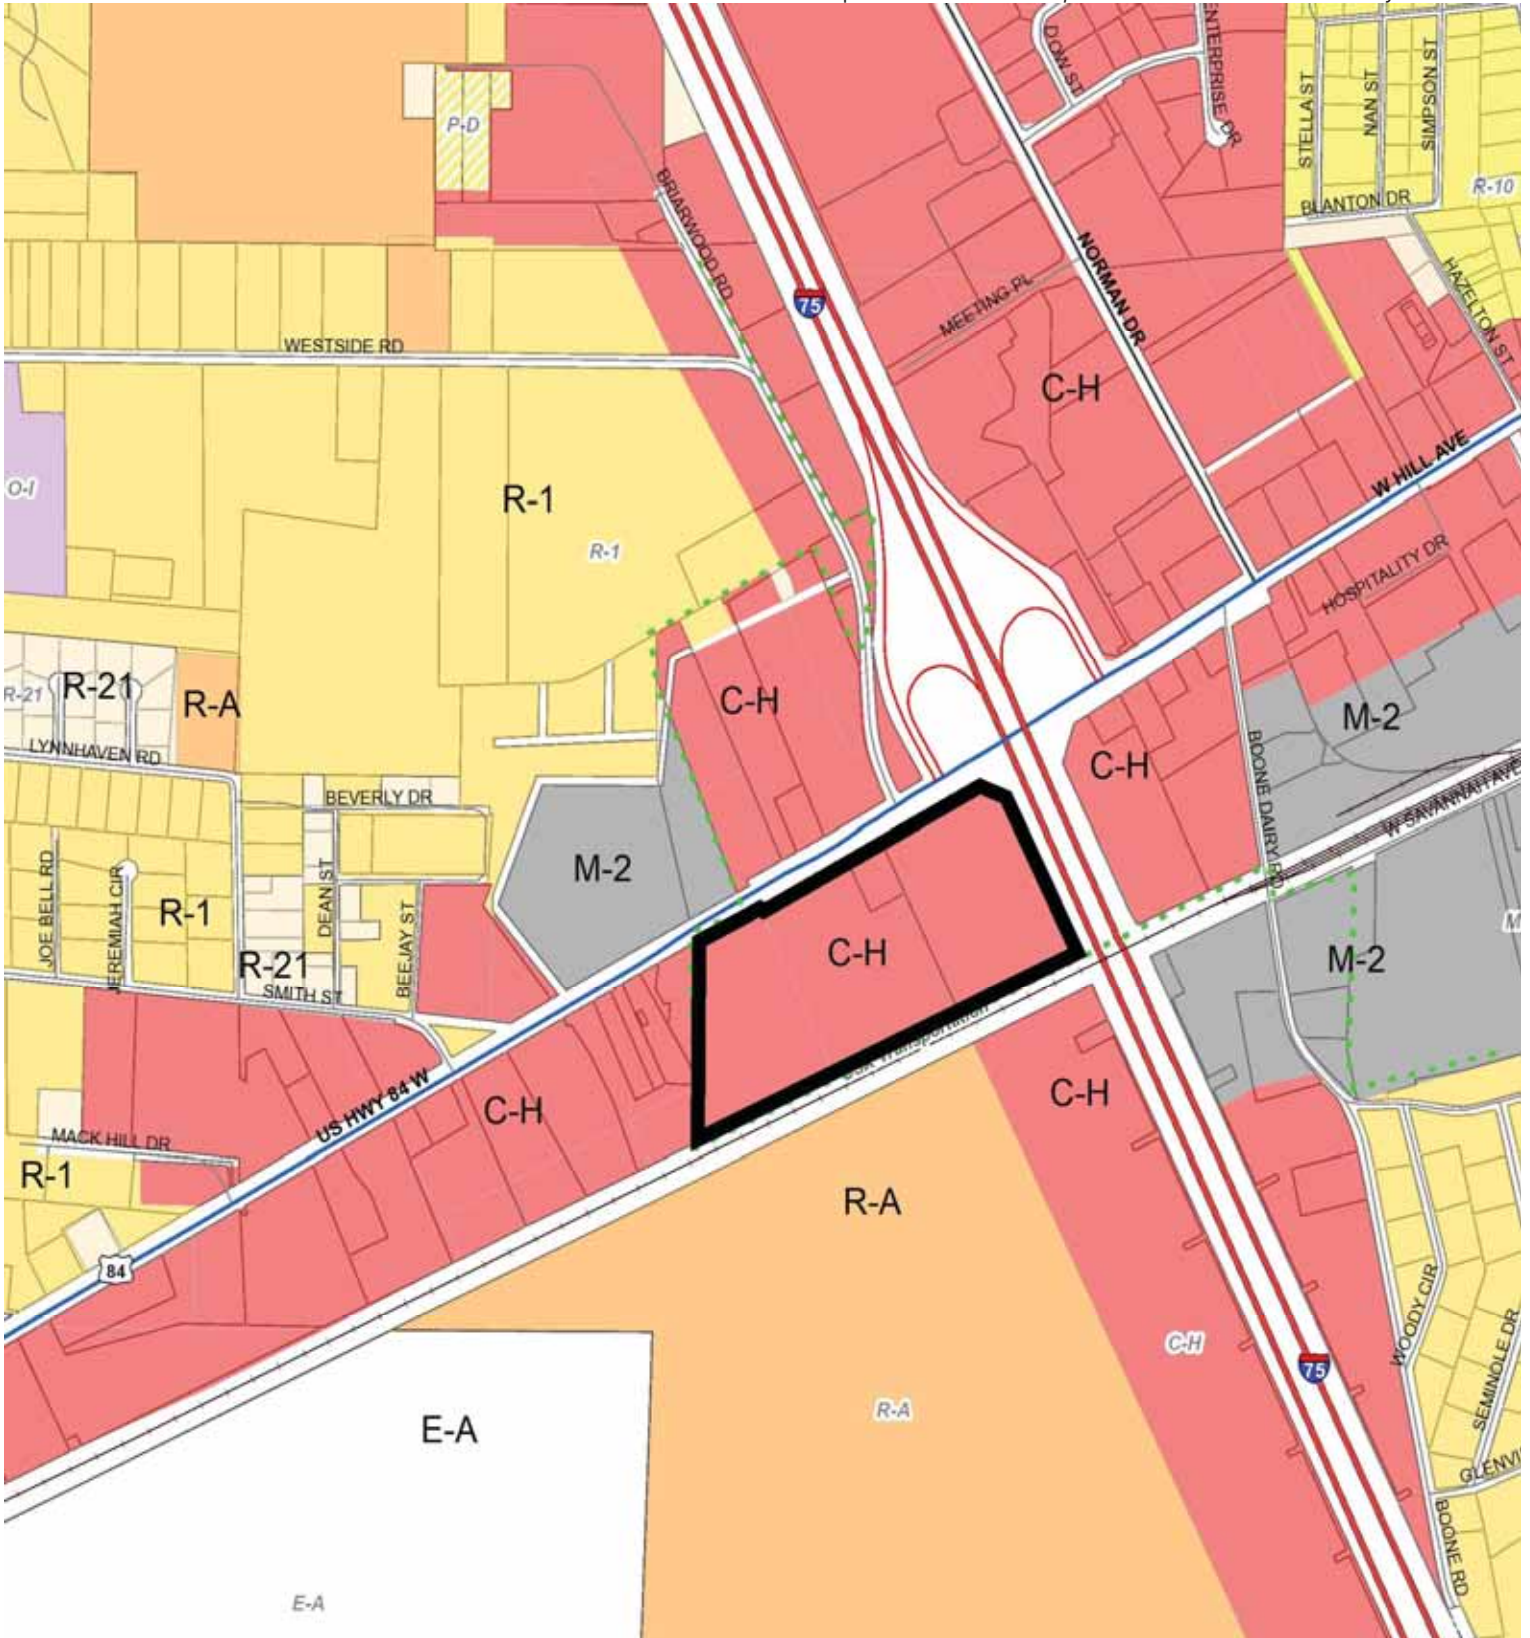 DOW ST
ENTERPRISE DR
STELLA ST
NAN ST
SIMPSON ST
P-D
R-10
BLANTON DR
BRIARWOOD RD
NORMAN DR
HAZELTON ST
75
MEETING PL
WESTSIDE RD
C-H
W HILL AVE
O-I
R-1
R-1
HOSPITALITY DR
R-21
R-21
R-A
C-H
M-2
LYNNHAVEN RD
C-H
BOONE DAIRY RD
W SAVANNAH AVE
BEVERLY DR
M-2
JOE BELL RD
JEREMIAH CIR
R-1
DEAN ST
BEEJAY ST
C-H
M-2
M
R-21
SMITH ST
Transportation
US HWY 84 W
C-H
C-H
MACK HILL DR
R-1
R-A
84
WOODY CIR
SEMINOLE DR
C-H
75
R-A
E-A
GLENVI
BOONE RD
E-A